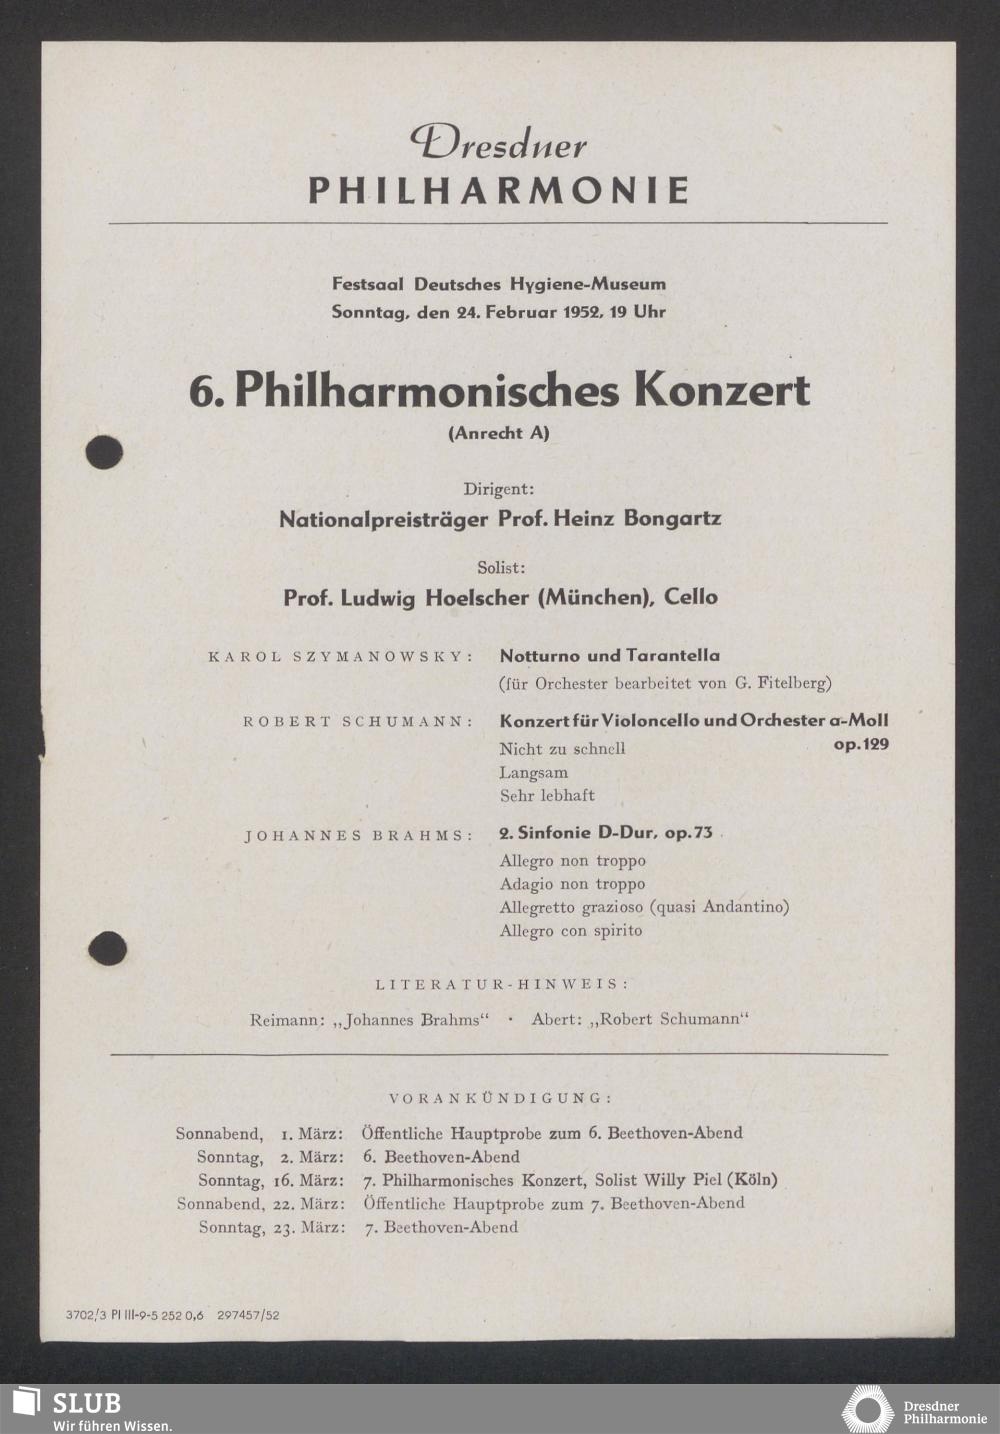 Dresdner
PHILHARMONIE
Festsaal Deutsches Hygiene-Museum
Sonntag, den 24. Februar 1952, 19 Uhr
6. Philharmonisches Konzert
(Anrecht A)
Dirigent:
Nationalpreisträger Prof. Heinz Bongartz
Solist:
Prof. Ludwig Hoelscher (München), Cello
KAROL SZYMANOWSKY: Notturno und Tarantella
(für Orchester bearbeitet von G. Fitelberg)
ROBERT SCHUMANN: Konzert für Violoncello und Orchester a-Moll
op. 129
Nicht zu schnell
Langsam
Sehr lebhaft
JOHANNES BRAHMS: 2. Sinfonie D-Dur, op. 73
Allegro non troppo
Adagio non troppo
Allegretto grazioso (quasi Andantino)
Allegro con spirito
LITERATUR-HINWEIS:
Reimann: „Johannes Brahms“ · Abert: „Robert Schumann“
VORANKÜNDIGUNG:
Sonnabend, 1. März: Öffentliche Hauptprobe zum 6. Beethoven-Abend
Sonntag, 2. März: 6. Beethoven-Abend
Sonntag, 16. März: 7. Philharmonisches Konzert, Solist Willy Piel (Köln)
Sonnabend, 22. März: Öffentliche Hauptprobe zum 7. Beethoven-Abend
Sonntag, 23. März: 7. Beethoven-Abend
3702/3 Pl III-9-5 252 0,6 297457/52
SLUB
Wir führen Wissen.
Dresdner
Philharmonie